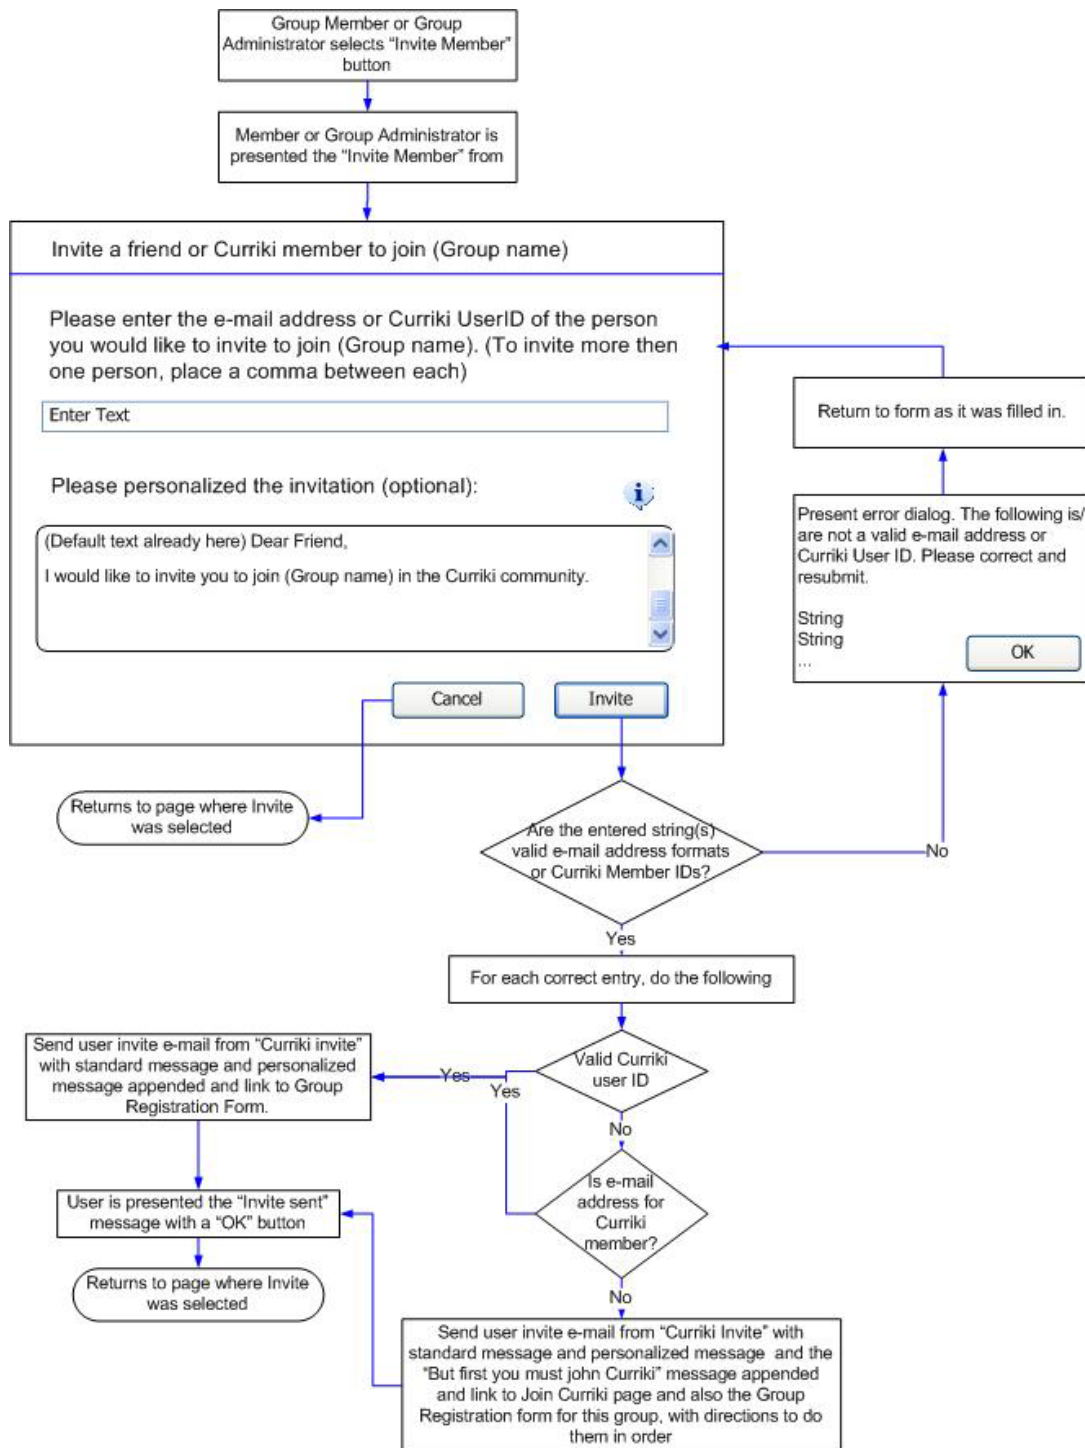 Group Member or Group
Administrator selects “Invite Member”
button
Member or Group Administrator is
presented the “Invite Member” from
Invite a friend or Curriki member to join (Group name)
Please enter the e-mail address or Curriki UserID of the person
you would like to invite to join (Group name). (To invite more then
one person, place a comma between each)
Enter Text
Please personalized the invitation (optional):
(Default text already here) Dear Friend,
I would like to invite you to join (Group name) in the Curriki community.
Cancel
Invite
Return to form as it was filled in.
Present error dialog. The following is/
are not a valid e-mail address or
Curriki User ID. Please correct and
resubmit.
String
String
...
OK
Returns to page where Invite
was selected
Are the entered string(s)
valid e-mail address formats
or Curriki Member IDs?
No
Yes
For each correct entry, do the following
Valid Curriki
user ID
Yes
Yes
No
Send user invite e-mail from “Curriki invite”
with standard message and personalized
message appended and link to Group
Registration Form.
Is e-mail
address for
Curriki
member?
User is presented the “Invite sent”
message with a “OK” button
Returns to page where Invite
was selected
No
Send user invite e-mail from “Curriki Invite” with
standard message and personalized message and the
“But first you must john Curriki” message appended
and link to Join Curriki page and also the Group
Registration form for this group, with directions to do
them in order